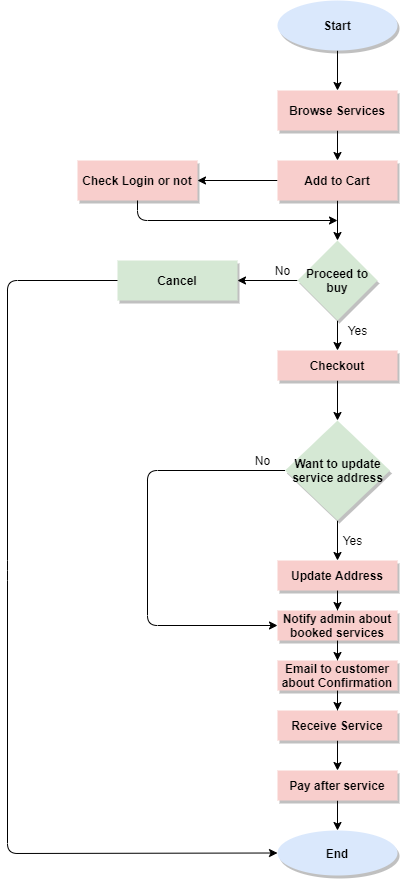 Start
Browse Services
Check Login or not
Add to Cart
No
Proceed to
buy
Cancel
Yes
Checkout
No
Want to update
service address
Yes
Update Address
Notify admin about
booked services
Email to customer
about Confirmation
Receive Service
Pay after service
End